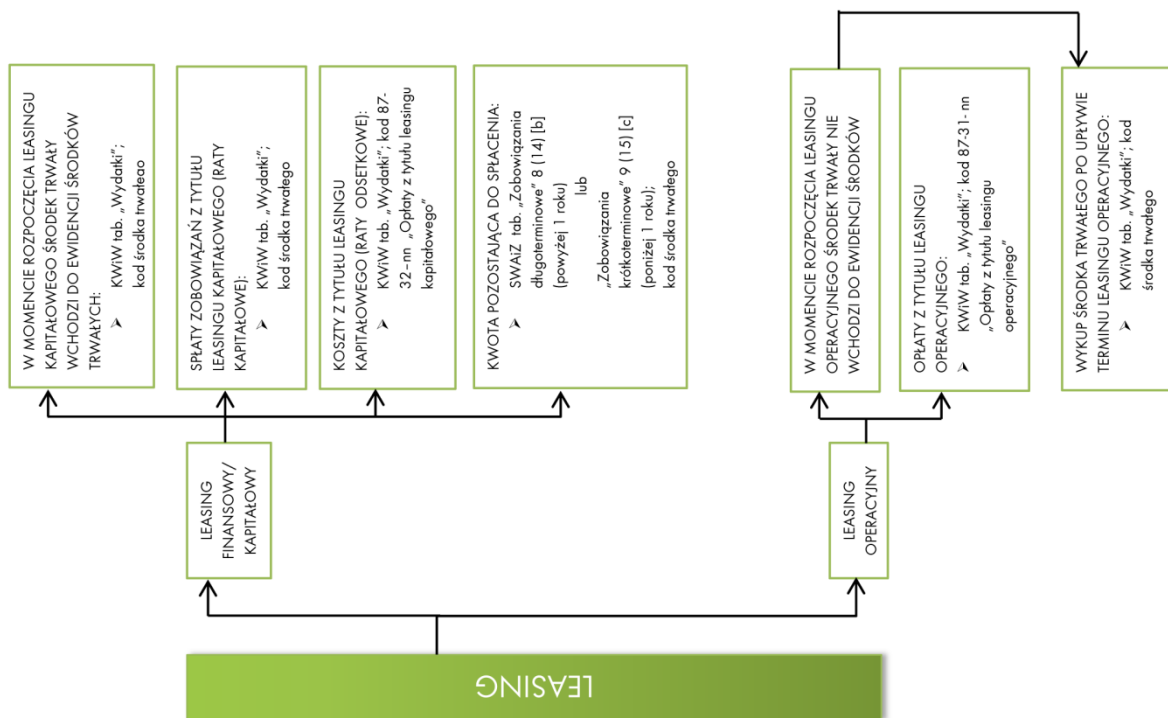 LEASING
LEASING
FINANSOWY/
KAPITAŁOWY
W MOMENCIE ROZPOCZĘCIA LEASINGU
KAPITAŁOWEGO ŚRODEK TRWAŁY
WCHODZI DO EWIDENCJI ŚRODKÓW
TRWAŁYCH:
➢ KWiW tab. „Wydatki”;
kod środka trwałego
SPŁATY ZOBOWIĄZAŃ Z TYTUŁU
LEASINGU KAPITAŁOWEGO (RATY
KAPITAŁOWE):
➢ KWiW tab. „Wydatki”;
kod środka trwałego
KOSZTY Z TYTUŁU LEASINGU
KAPITAŁOWEGO (RATY ODSETKOWE):
➢ KWiW tab. „Wydatki”; kod 87-
32–nn „Opłaty z tytułu leasingu
kapitałowego”
KWOTA POZOSTAJĄCA DO SPŁACENIA:
➢ SWAiZ tab. „Zobowiązania
długoterminowe” 8 (14) [b]
(powyżej 1 roku)
lub
„Zobowiązania
krótkoterminowe” 9 (15) [c]
(poniżej 1 roku);
kod środka trwałego
LEASING
OPERACYJNY
W MOMENCIE ROZPOCZĘCIA LEASINGU
OPERACYJNEGO ŚRODEK TRWAŁY NIE
WCHODZI DO EWIDENCJI ŚRODKÓW
OPŁATY Z TYTUŁU LEASINGU
OPERACYJNEGO:
➢ KWiW tab. „Wydatki”; kod 87-31- nn
„Opłaty z tytułu leasingu
operacyjnego”
WYKUP ŚRODKA TRWAŁEGO PO UPŁYWIE
TERMINU LEASINGU OPERACYJNEGO:
➢ KWiW tab. „Wydatki”; kod
środka trwałego